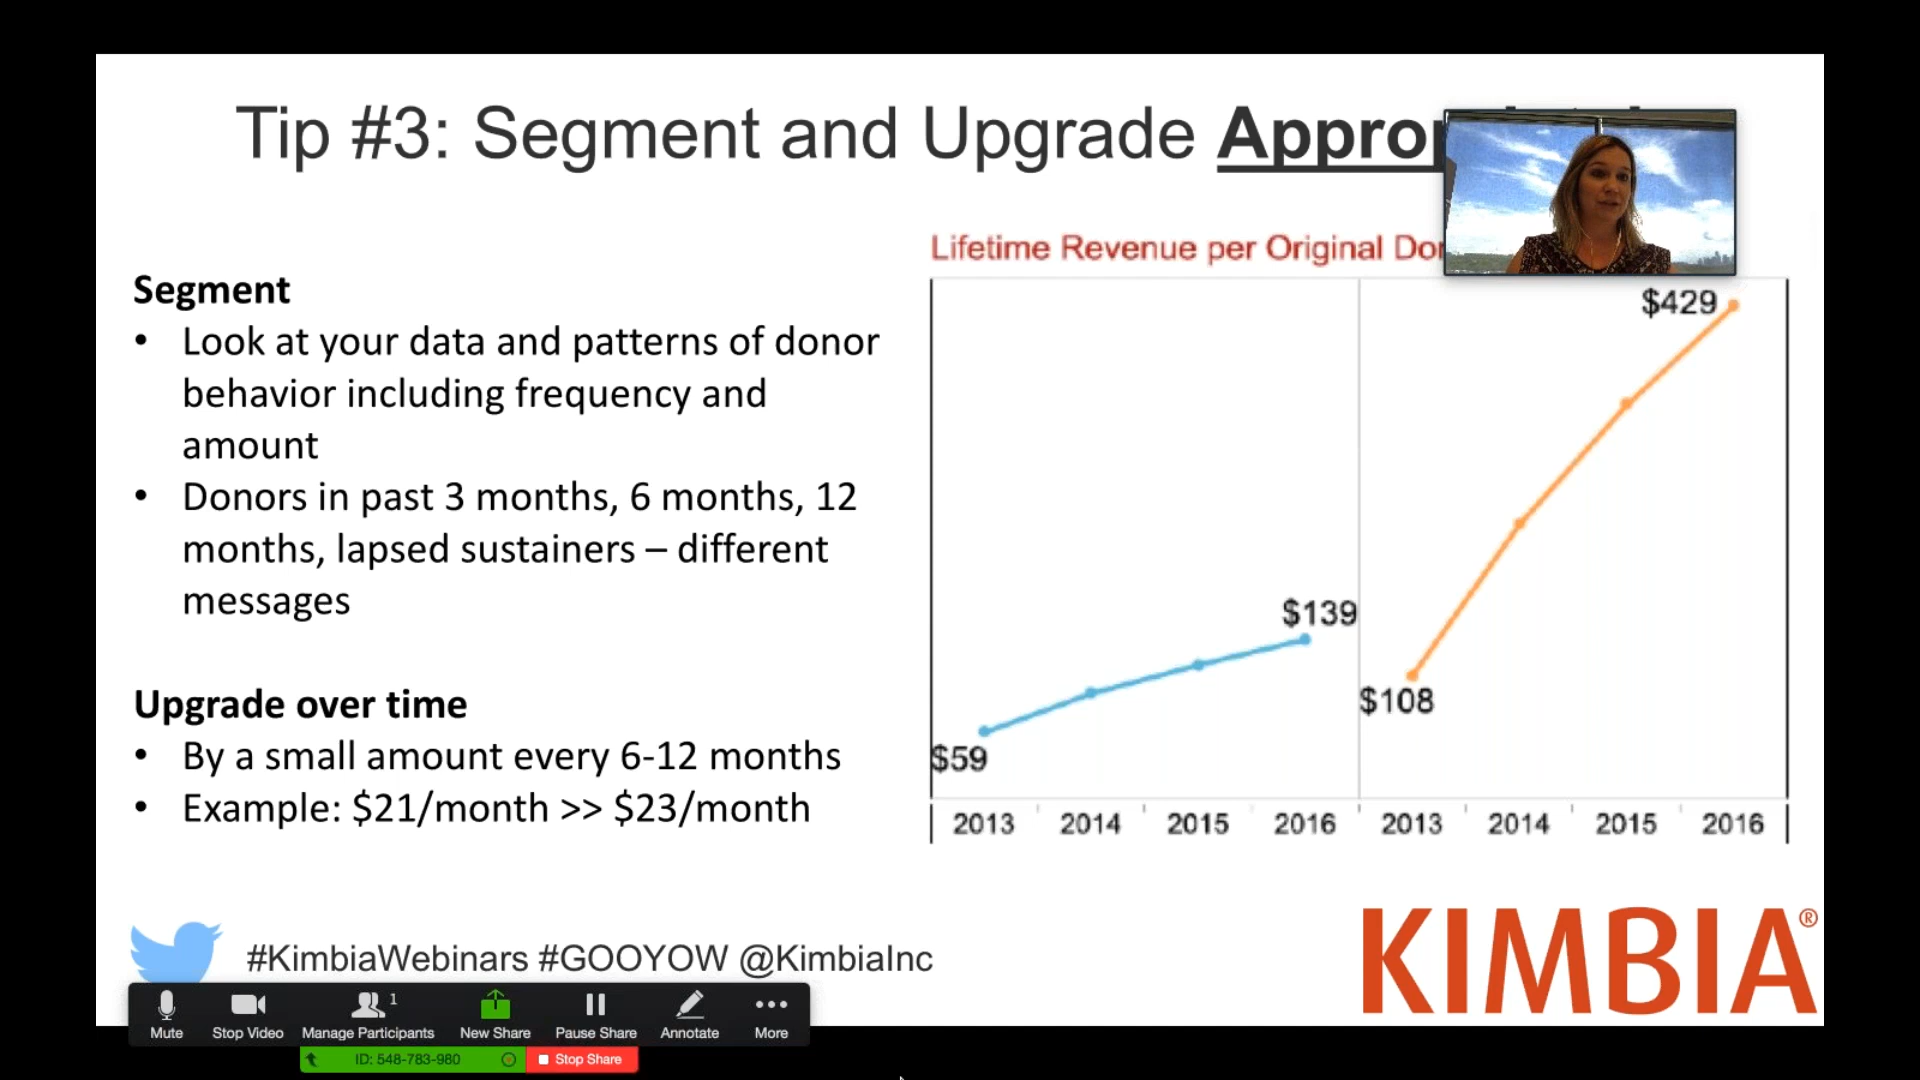 Tip #3: Segment and Upgrade
Lifetime Revenue per Original
Segment
• Look at your data and patterns of donor
behavior including frequency and
amount
• Donors in past 3 months, 6 months, 12
months, lapsed sustainers – different
messages
Upgrade over time
• By a small amount every 6-12 months
• Example: $21/month >> $23/month
$429
$139
$108
$59
2013 2014 2015 2016 2013 2014 2015 2016
#KimbiaWebinars #GOOYOW @KimbiaInc
KIMBIA®
1
Mute Stop Video Manage Participants New Share Pause Share Annotate More
ID: 548-783-980 Stop Share